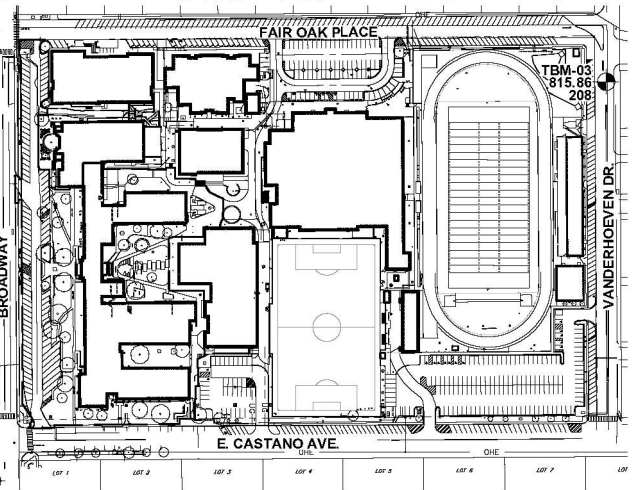 OHE
FAIR OAK PLACE
TBM-03
815.86
208
BROADWAY
VANDERHOEVEN DR.
E. CASTANO AVE.
OHE
OHE
LOT 1
LOT 2
LOT 3
LOT 4
LOT 5
LOT 6
LOT 7